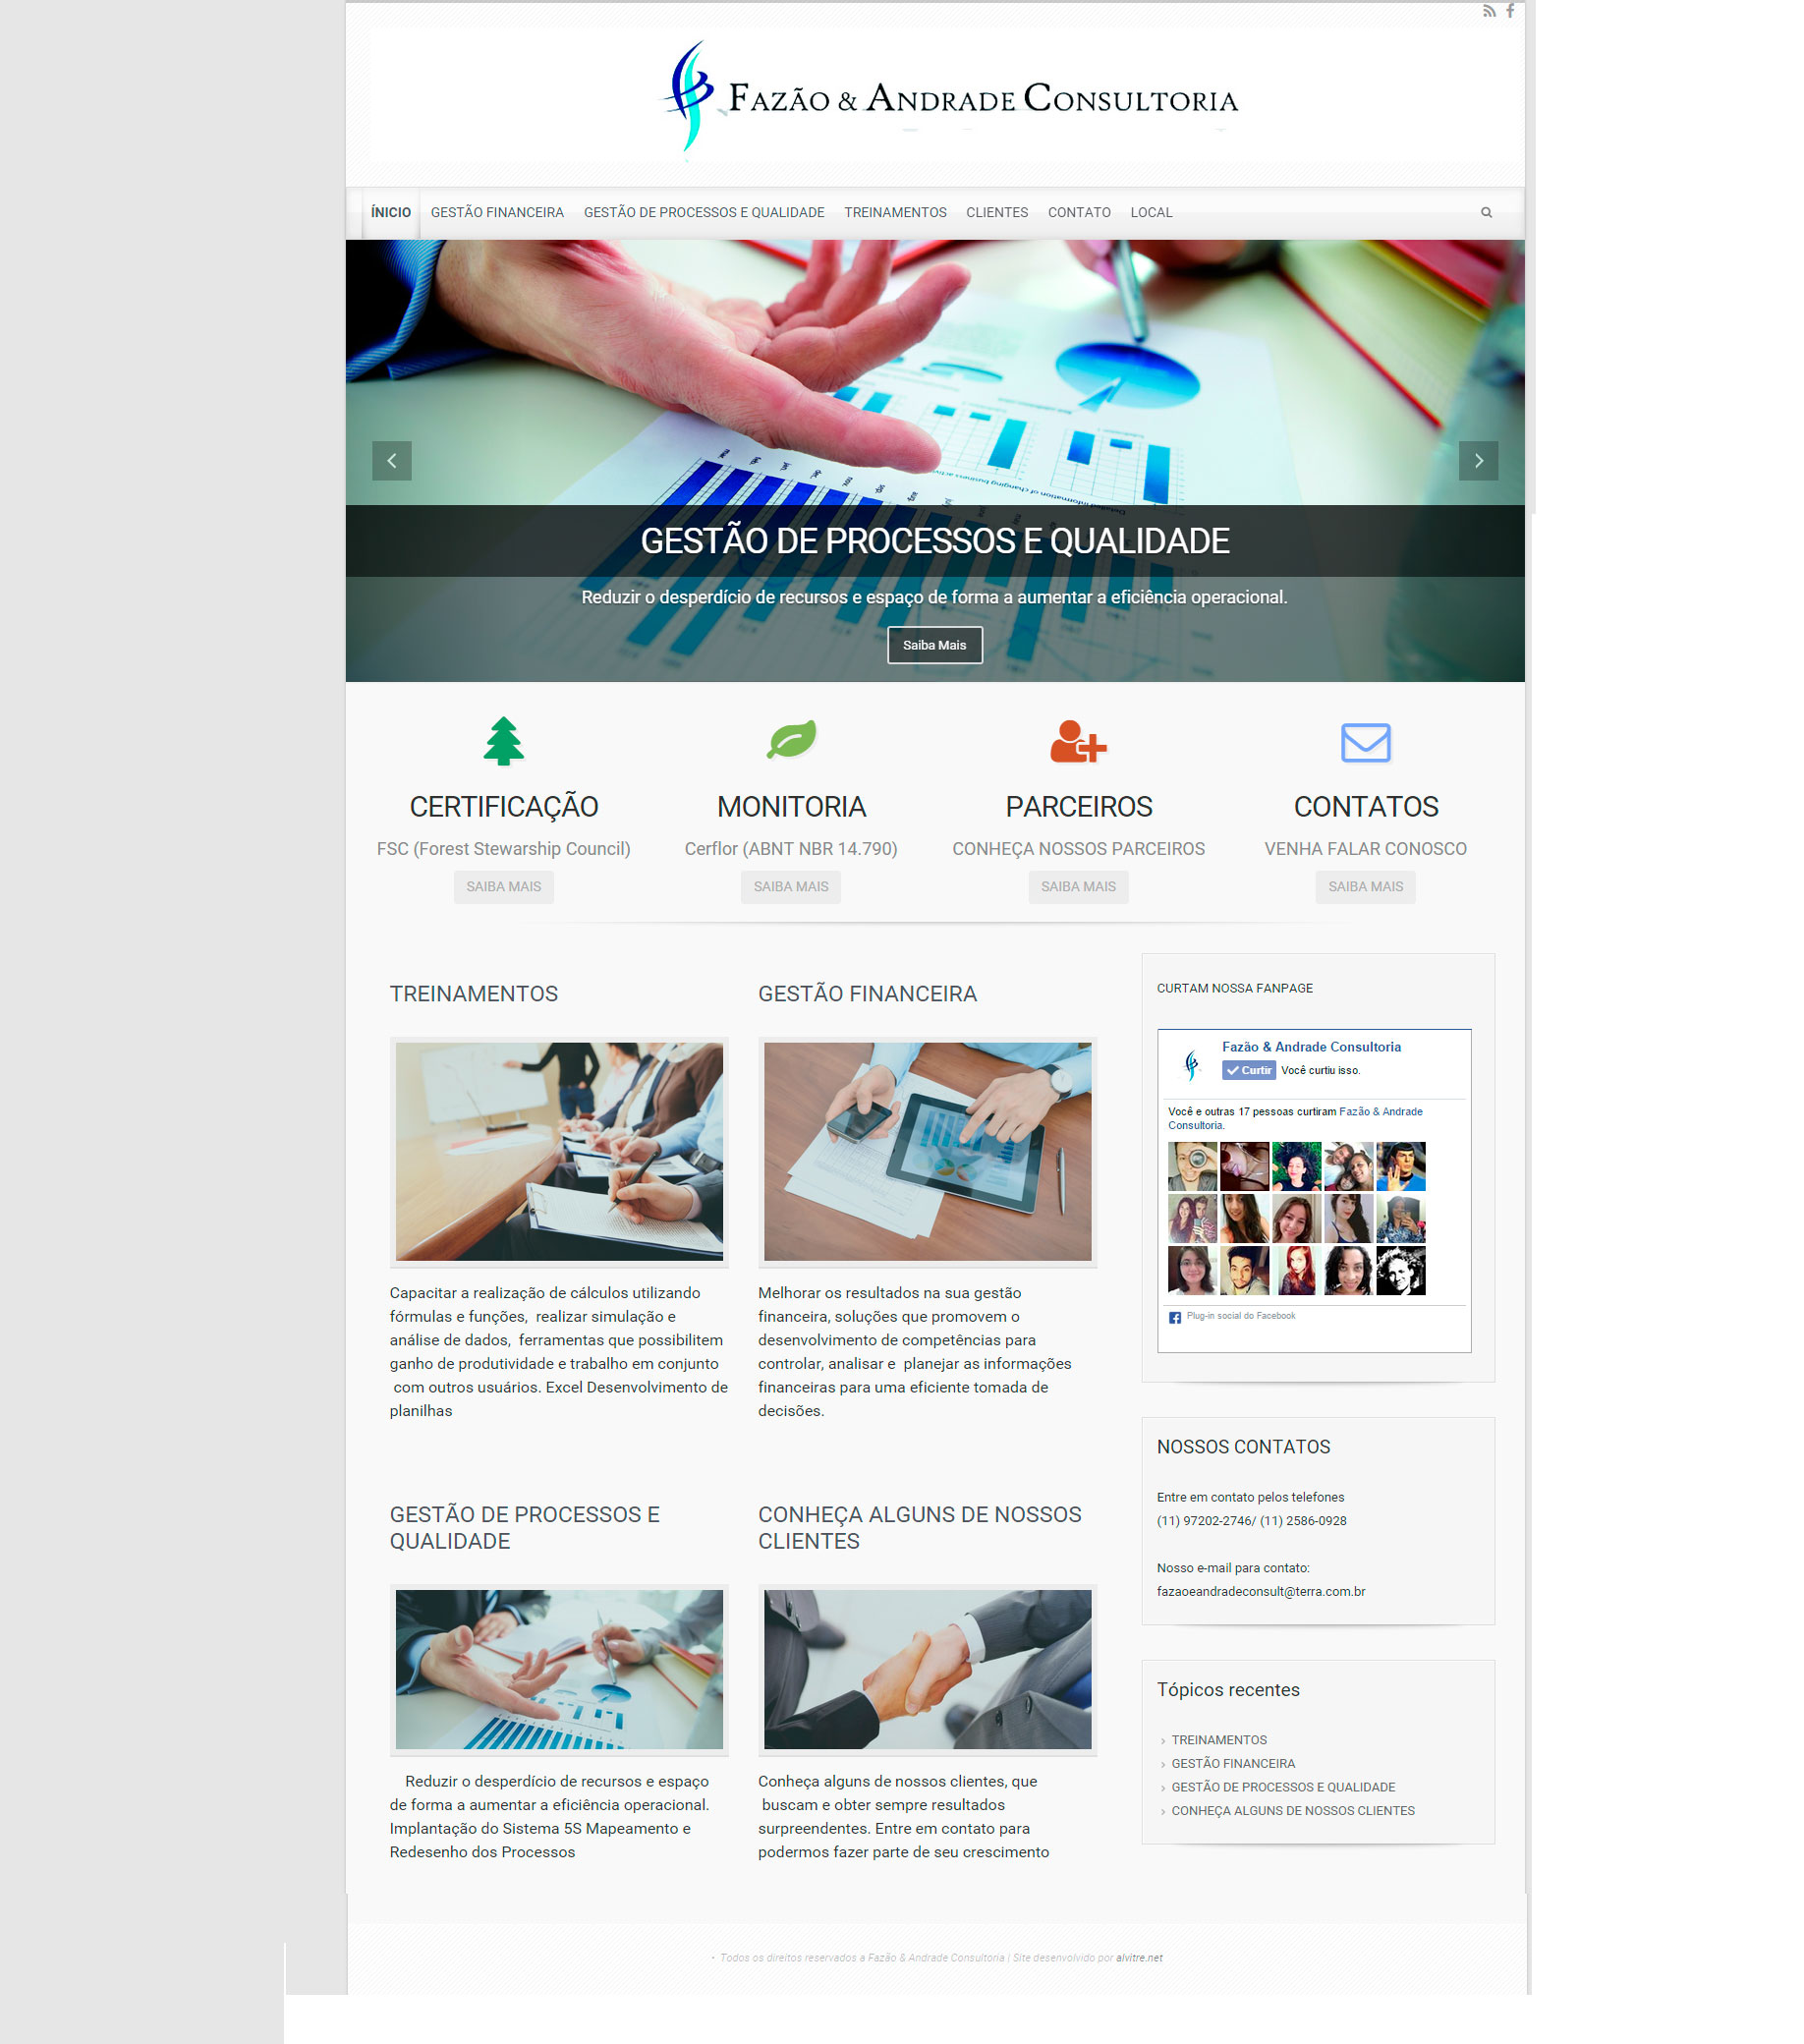 FAZÃO & ANDRADE CONSULTORIA
ÍNICIO GESTÃO FINANCEIRA GESTÃO DE PROCESSOS E QUALIDADE TREINAMENTOS CLIENTES CONTATO LOCAL
GESTÃO DE PROCESSOS E QUALIDADE
Reduzir o desperdício de recursos e espaço de forma a aumentar a eficiência operacional.
Saiba Mais
CERTIFICAÇÃO
FSC (Forest Stewarship Council)
SAIBA MAIS
MONITORIA
Cerflor (ABNT NBR 14.790)
SAIBA MAIS
PARCEIROS
CONHEÇA NOSSOS PARCEIROS
SAIBA MAIS
CONTATOS
VENHA FALAR CONOSCO
SAIBA MAIS
TREINAMENTOS
Capacitar a realização de cálculos utilizando
fórmulas e funções, realizar simulação e
análise de dados, ferramentas que possibilitem
ganho de produtividade e trabalho em conjunto
com outros usuários. Excel Desenvolvimento de
planilhas
GESTÃO FINANCEIRA
Melhorar os resultados na sua gestão
financeira, soluções que promovem o
desenvolvimento de competências para
controlar, analisar e planejar as informações
financeiras para uma eficiente tomada de
decisões.
GESTÃO DE PROCESSOS E
QUALIDADE
Reduzir o desperdício de recursos e espaço
de forma a aumentar a eficiência operacional.
Implantação do Sistema 5S Mapeamento e
Redesenho dos Processos
CONHEÇA ALGUNS DE NOSSOS
CLIENTES
Conheça alguns de nossos clientes, que
buscam e obter sempre resultados
surpreendentes. Entre em contato para
podermos fazer parte de seu crescimento
CURTAM NOSSA FANPAGE
Fazão & Andrade Consultoria
Curtir Você curtiu isso.
Você e outras 17 pessoas curtiram Fazão & Andrade
Consultoria.
Plug-in social do Facebook
NOSSOS CONTATOS
Entre em contato pelos telefones
(11) 97202-2746/ (11) 2586-0928
Nosso e-mail para contato:
fazaoeandradeconsult@terra.com.br
Tópicos recentes
TREINAMENTOS
GESTÃO FINANCEIRA
GESTÃO DE PROCESSOS E QUALIDADE
CONHEÇA ALGUNS DE NOSSOS CLIENTES
• Todos os direitos reservados a Fazão & Andrade Consultoria | Site desenvolvido por alvitre.net